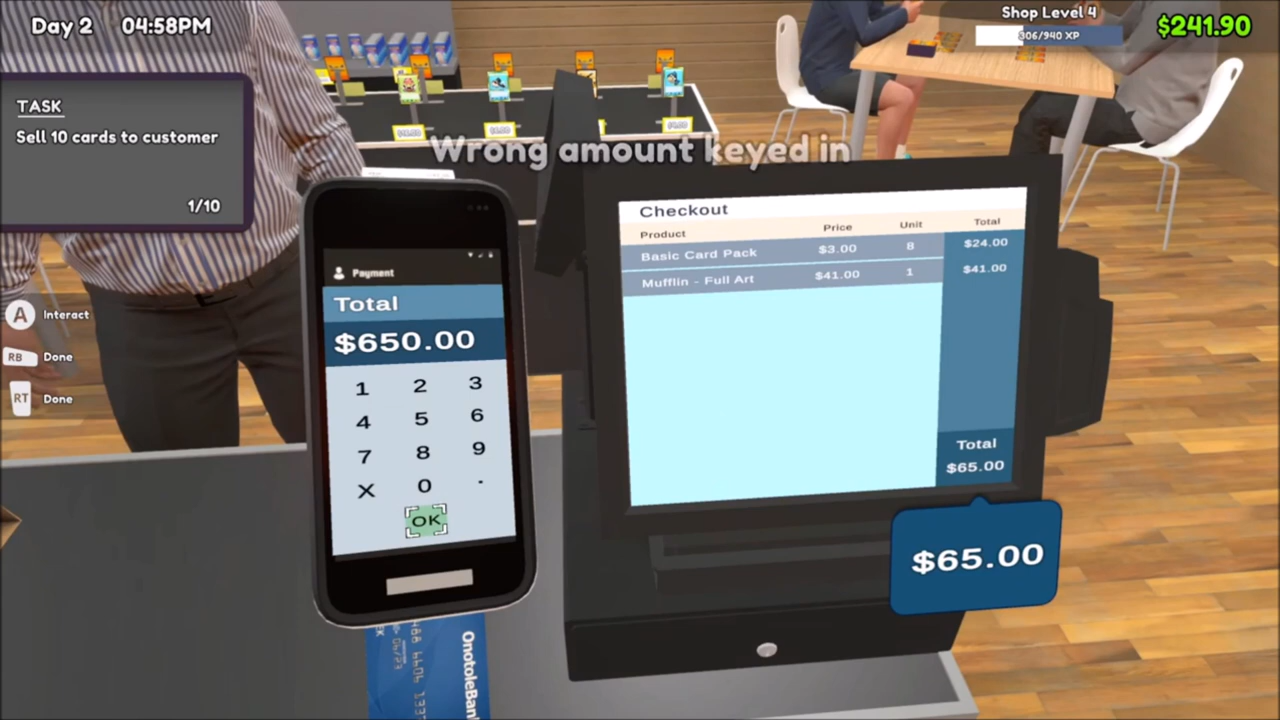 Day 2 04:58PM
Shop Level 4
306/940 XP
$241.90
TASK
Sell 10 cards to customer
1/10
Wrong amount keyed in
A Interact
RB Done
RT Done
Payment
Total
$650.00
1 2 3
4 5 6
7 8 9
X 0 .
OK
Checkout
Product Price Unit Total
Basic Card Pack $3.00 8 $24.00
Mufflin - Full Art $41.00 1 $41.00
Total
$65.00
$65.00
OnotoleBank